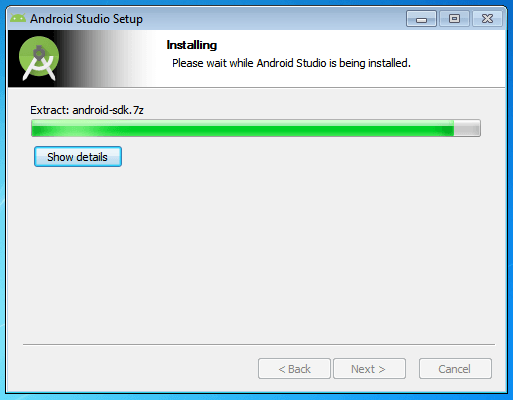 Android Studio Setup
Installing
Please wait while Android Studio is being installed.
Extract: android-sdk.7z
Show details
< Back
Next >
Cancel